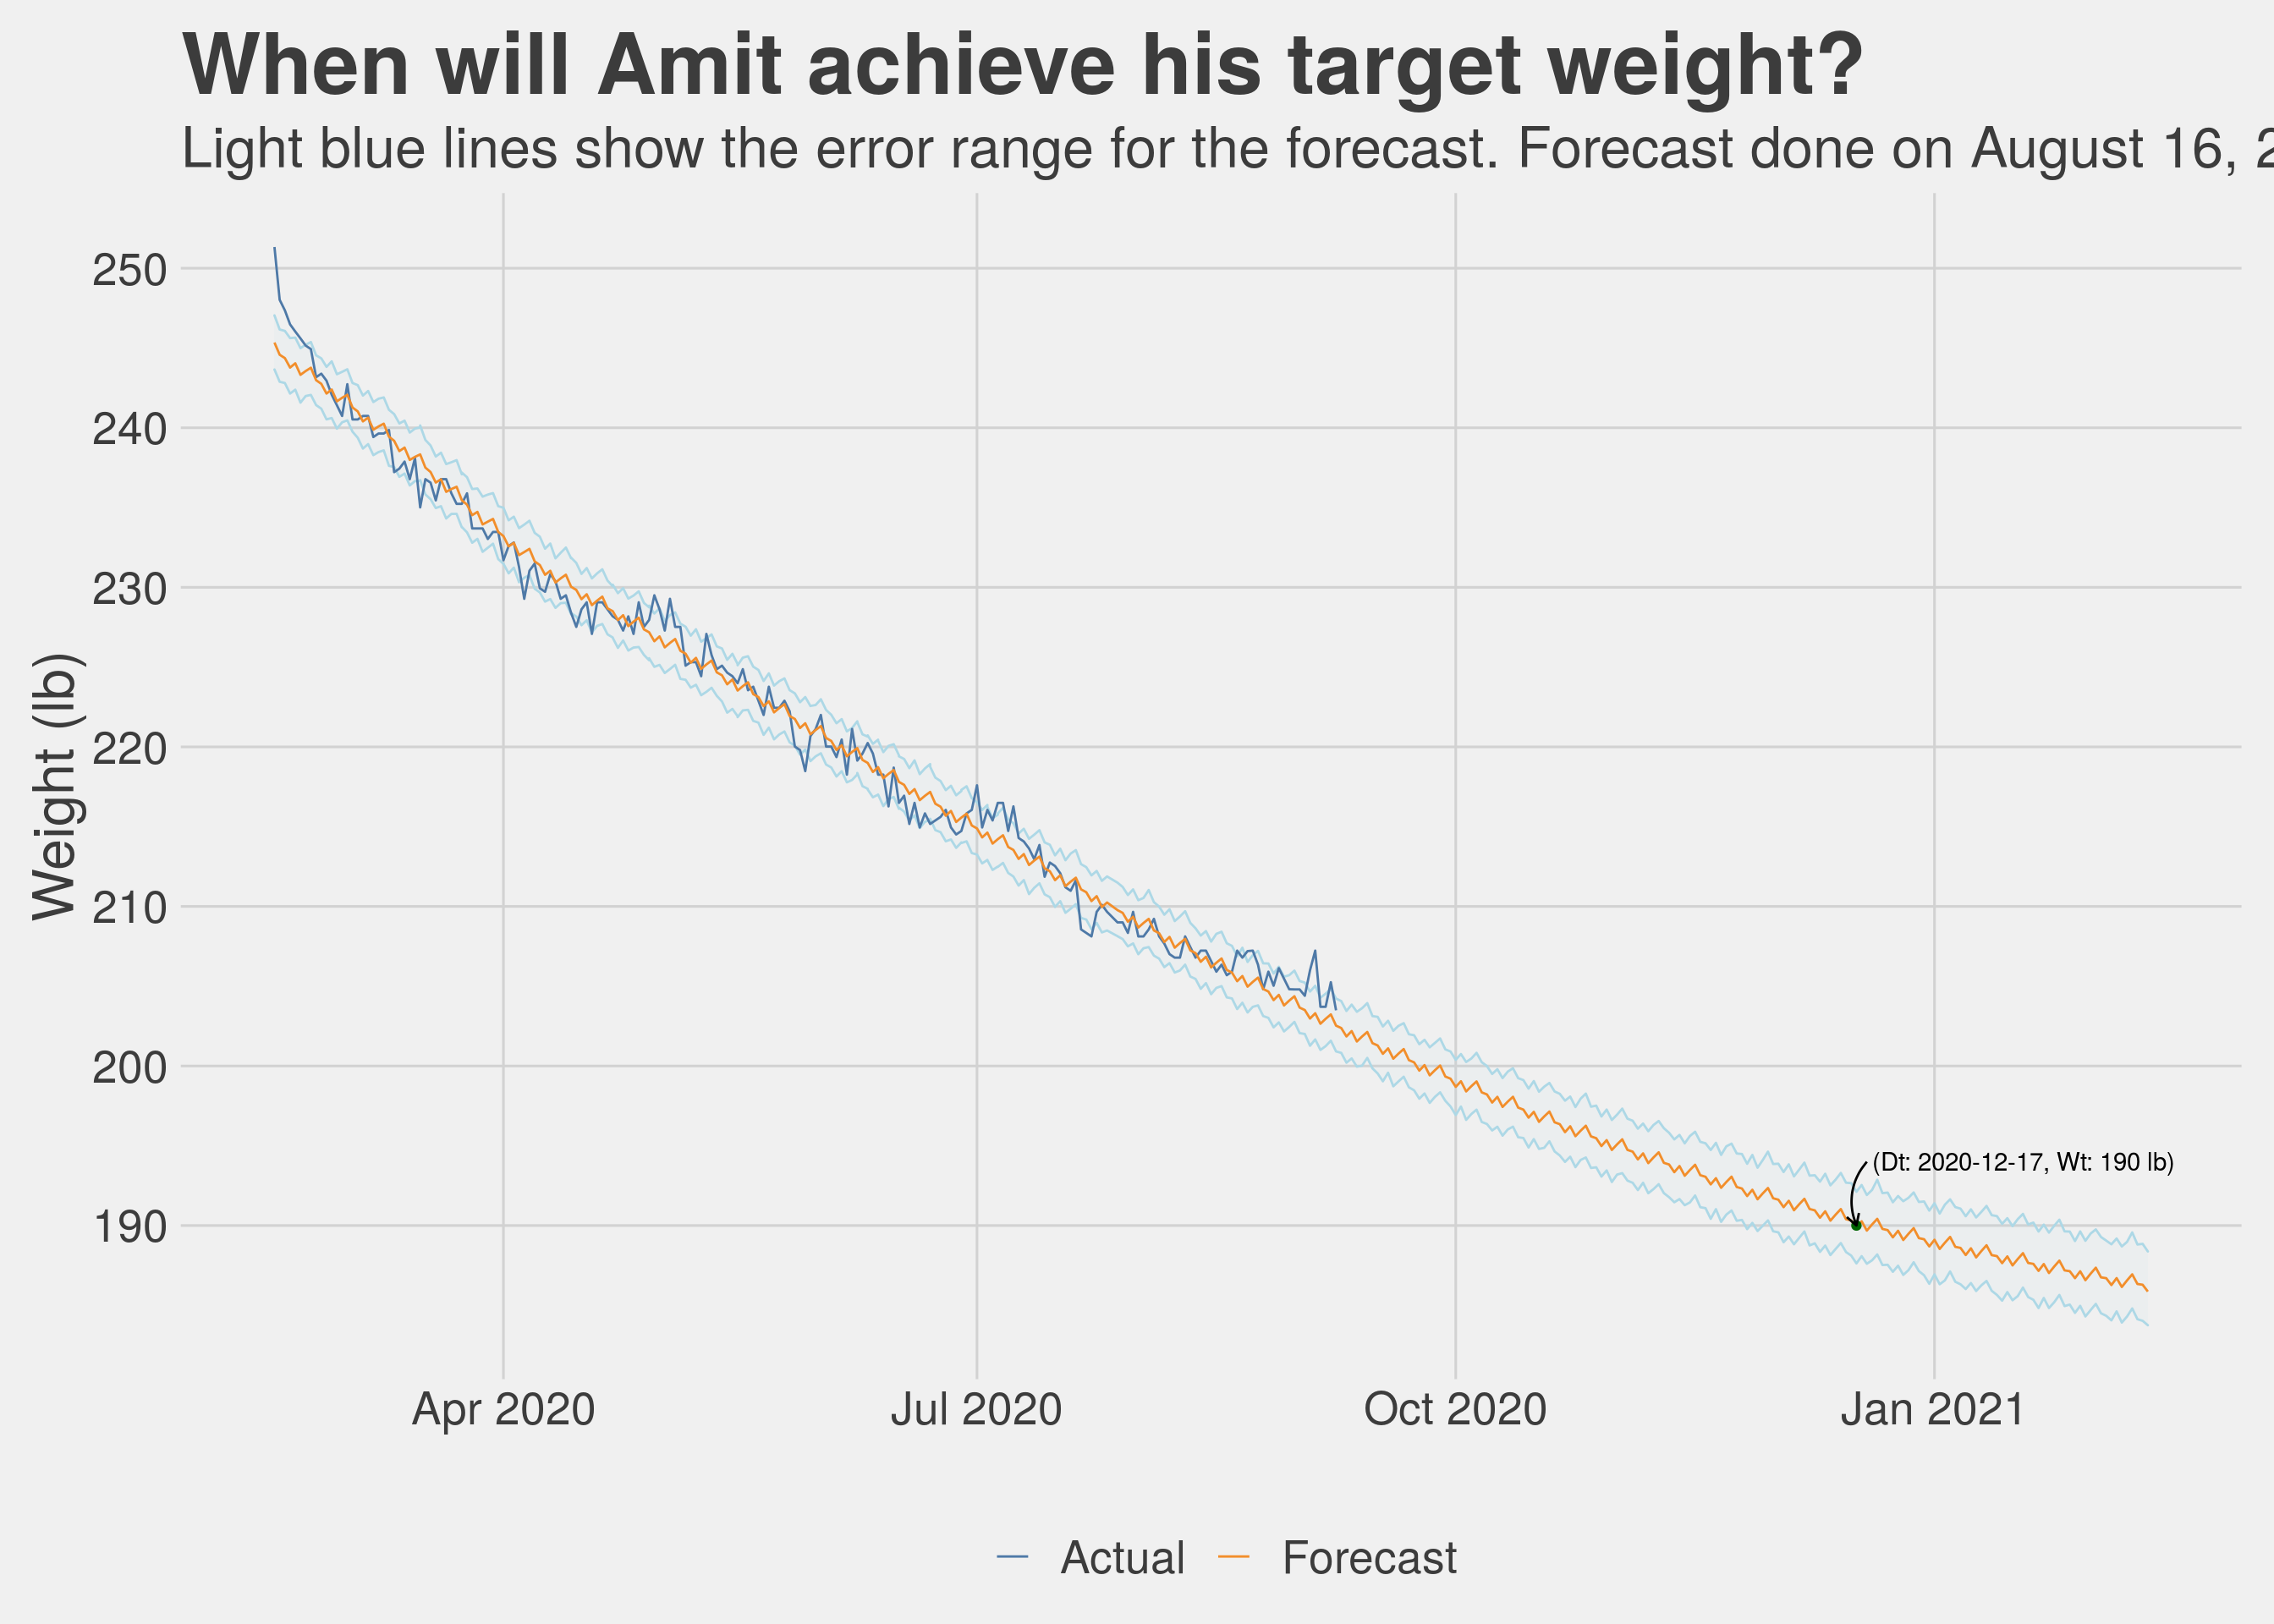 When will Amit achieve his target weight?
Light blue lines show the error range for the forecast. Forecast done on August 16, 2
Weight (lb)
250
240
230
220
210
200
190
(Dt: 2020-12-17, Wt: 190 lb)
Apr 2020 Jul 2020 Oct 2020 Jan 2021
Actual Forecast